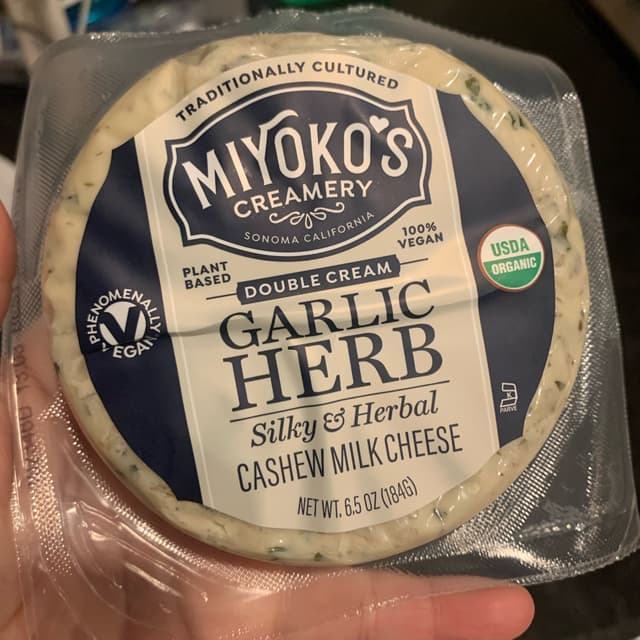 TRADITIONALLY CULTURED
MIYOKO'S
CREAMERY
SONOMA CALIFORNIA
PLANT
BASED
100%
VEGAN
DOUBLE CREAM
USDA
ORGANIC
PHENOMENALLY
VEGAN
GARLIC
HERB
Silky & Herbal
CASHEW MILK CHEESE
NET WT. 6.5 OZ (184G)
K
PARVE